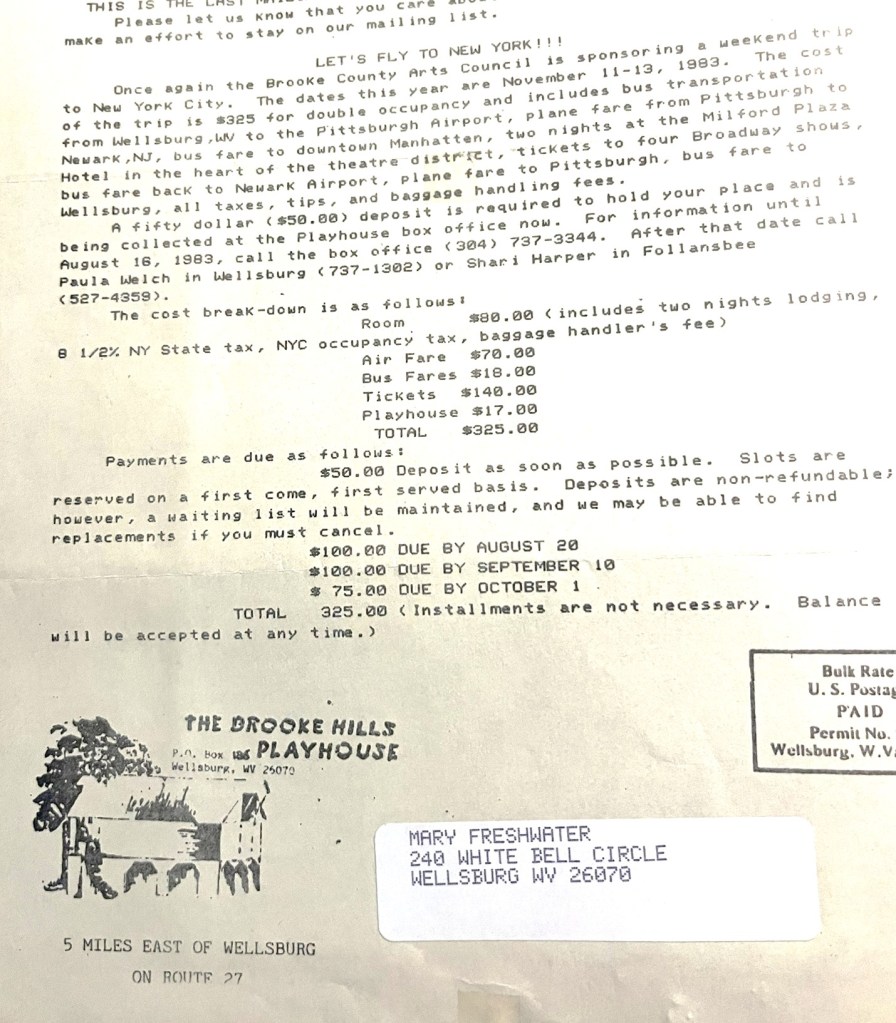 THIS IS THE LAST
Please let us know that you care
make an effort to stay on our mailing list.
LET'S FLY TO NEW YORK!!!
Once again the Brooke County Arts Council is sponsoring a weekend trip
to New York City. The dates this year are November 11-13, 1983. The cost
of the trip is $325 for double occupancy and includes bus transportation
from Wellsburg,WV to the Pittsburgh Airport, plane fare from Pittsburgh to
Newark,NJ, bus fare to downtown Manhatten, two nights at the Milford Plaza
Hotel in the heart of the theatre district, tickets to four Broadway shows,
bus fare back to Newark Airport, plane fare to Pittsburgh, bus fare to
Wellsburg, all taxes, tips, and baggage handling fees.
A fifty dollar ($50.00) deposit is required to hold your place and is
being collected at the Playhouse box office now. For information until
August 16, 1983, call the box office (304) 737-3344. After that date call
Paula Welch in Wellsburg (737-1302) or Shari Harper in Follansbee
(527-4359).
The cost break-down is as follows:
Room $80.00 (includes two nights lodging,
8 1/2% NY State tax, NYC occupancy tax, baggage handler's fee)
Air Fare $70.00
Bus Fares $18.00
Tickets $140.00
Playhouse $17.00
TOTAL $325.00
Payments are due as follows:
$50.00 Deposit as soon as possible. Slots are
reserved on a first come, first served basis. Deposits are non-refundable;
however, a waiting list will be maintained, and we may be able to find
replacements if you must cancel.
$100.00 DUE BY AUGUST 20
$100.00 DUE BY SEPTEMBER 10
$ 75.00 DUE BY OCTOBER 1
TOTAL 325.00 (Installments are not necessary. Balance
will be accepted at any time.)
THE BROOKE HILLS
PLAYHOUSE
P.O. Box 186
Wellsburg, WV 26070
5 MILES EAST OF WELLSBURG
ON ROUTE 27
Bulk Rate
U. S. Posta
PAID
Permit No.
Wellsburg, W.V
MARY FRESHWATER
240 WHITE BELL CIRCLE
WELLSBURG WV 26070